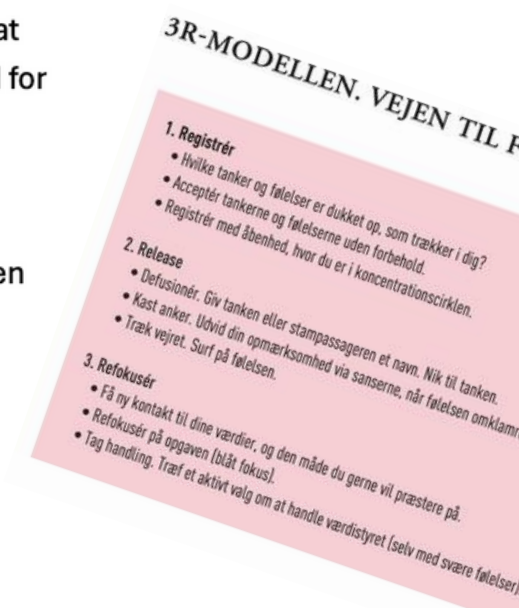 at
for
en
3R-MODELLEN. VEJEN TIL F
1. Registrér
• Hvilke tanker og følelser er dukket op, som trækker i dig?
• Acceptér tankerne og følelserne uden forbehold.
• Registrér med åbenhed, hvor du er i koncentrationscirklen.
2. Release
• Defusionér. Giv tanken eller stampassageren et navn. Nik til tanken.
• Kast anker. Udvid din opmærksomhed via sanserne, når følelsen omklamr
• Træk vejret. Surf på følelsen.
3. Refokusér
• Få ny kontakt til dine værdier, og den måde du gerne vil præstere på.
• Refokusér på opgaven (blåt fokus).
• Tag handling. Træf et aktivt valg om at handle værdistyret (selv med svære følelser)